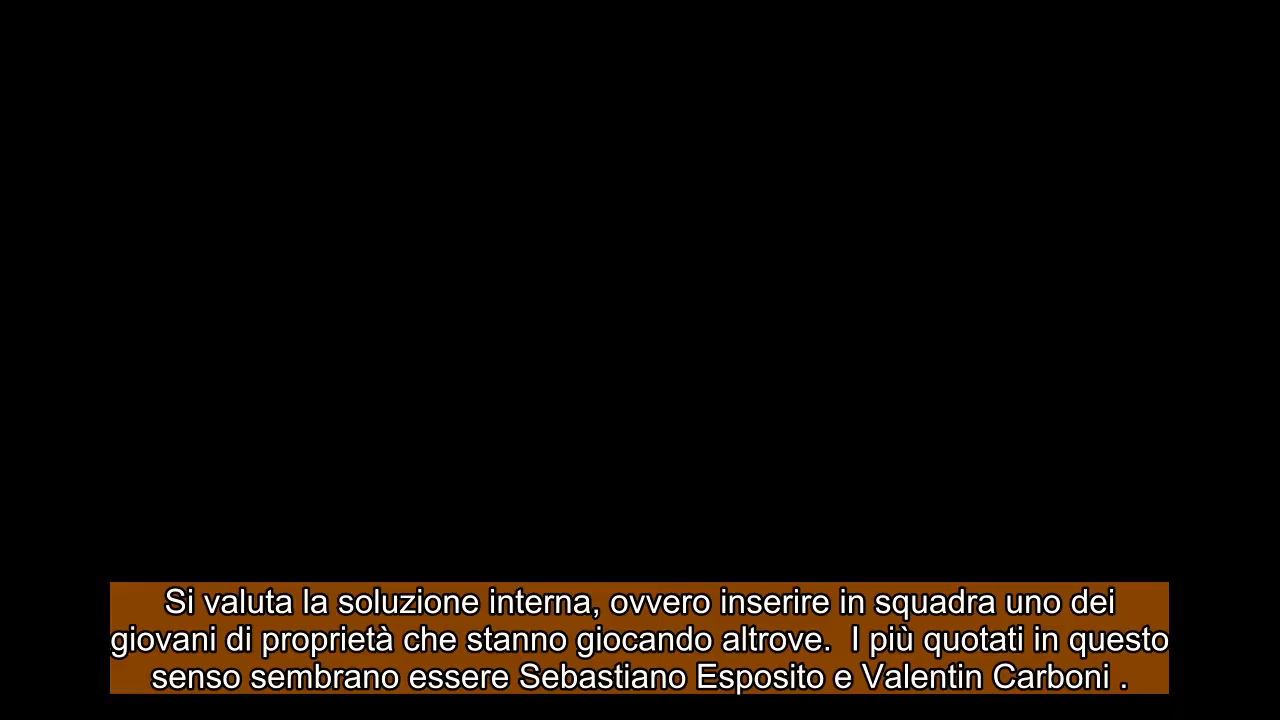 Si valuta la soluzione interna, ovvero inserire in squadra uno dei
giovani di proprietà che stanno giocando altrove.  I più quotati in questo
senso sembrano essere Sebastiano Esposito e Valentin Carboni .